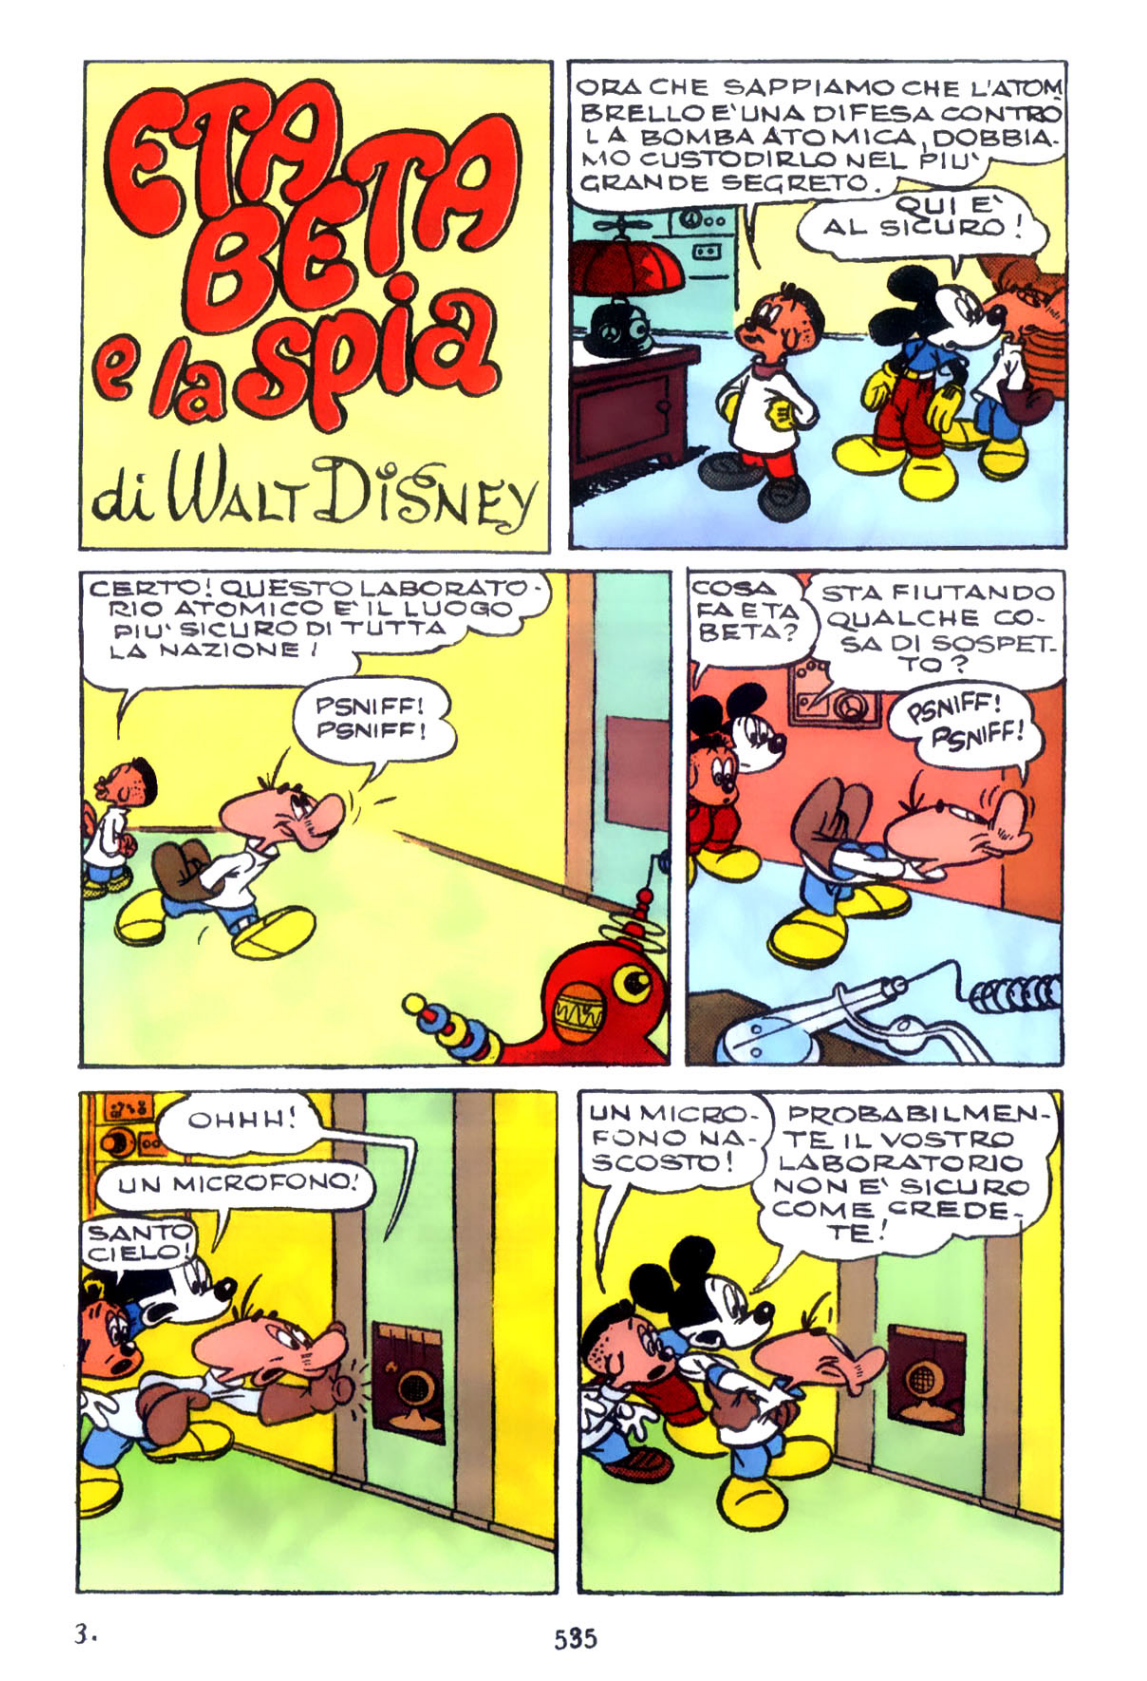 ETA
BETA
e la spia
di WALT DISNEY
ORA CHE SAPPIAMO CHE L'ATOM
BRELLO E' UNA DIFESA CONTRO
LA BOMBA ATOMICA, DOBBIA-
MO CUSTODIRLO NEL PIU'
GRANDE SEGRETO.
QUI E'
AL SICURO!
CERTO! QUESTO LABORATO-
RIO ATOMICO E' IL LUOGO
PIU' SICURO DI TUTTA
LA NAZIONE!
PSNIFF!
PSNIFF!
COSA
FA ETA
BETA?
STA FIUTANDO
QUALCHE CO-
SA DI SOSPET-
TO?
PSNIFF!
PSNIFF!
OHHH!
UN MICROFONO!
SANTO
CIELO!
UN MICRO-
FONO NA-
SCOSTO!
PROBABILMEN-
TE IL VOSTRO
LABORATORIO
NON E' SICURO
COME CREDE-
TE!
3.
535